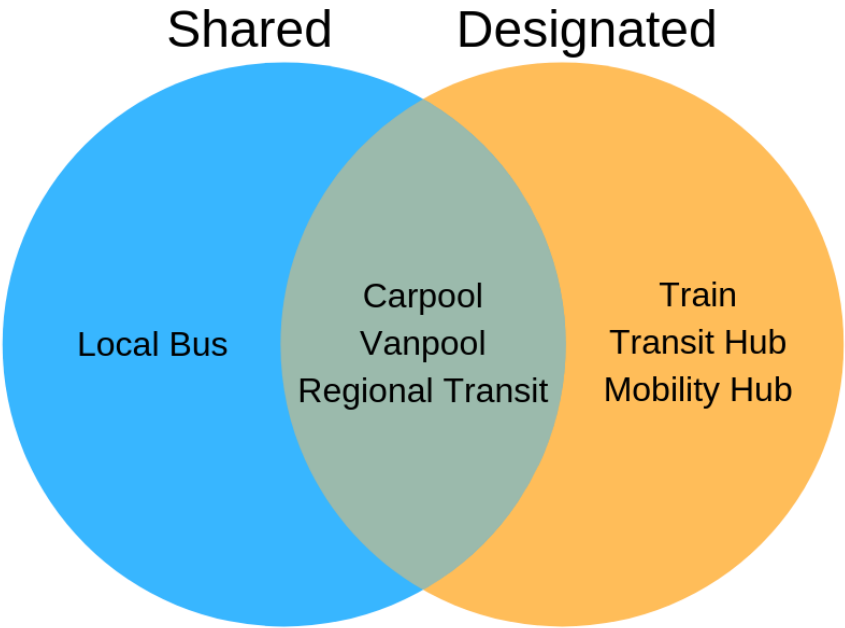 Shared
Designated
Local Bus
Carpool
Vanpool
Regional Transit
Train
Transit Hub
Mobility Hub